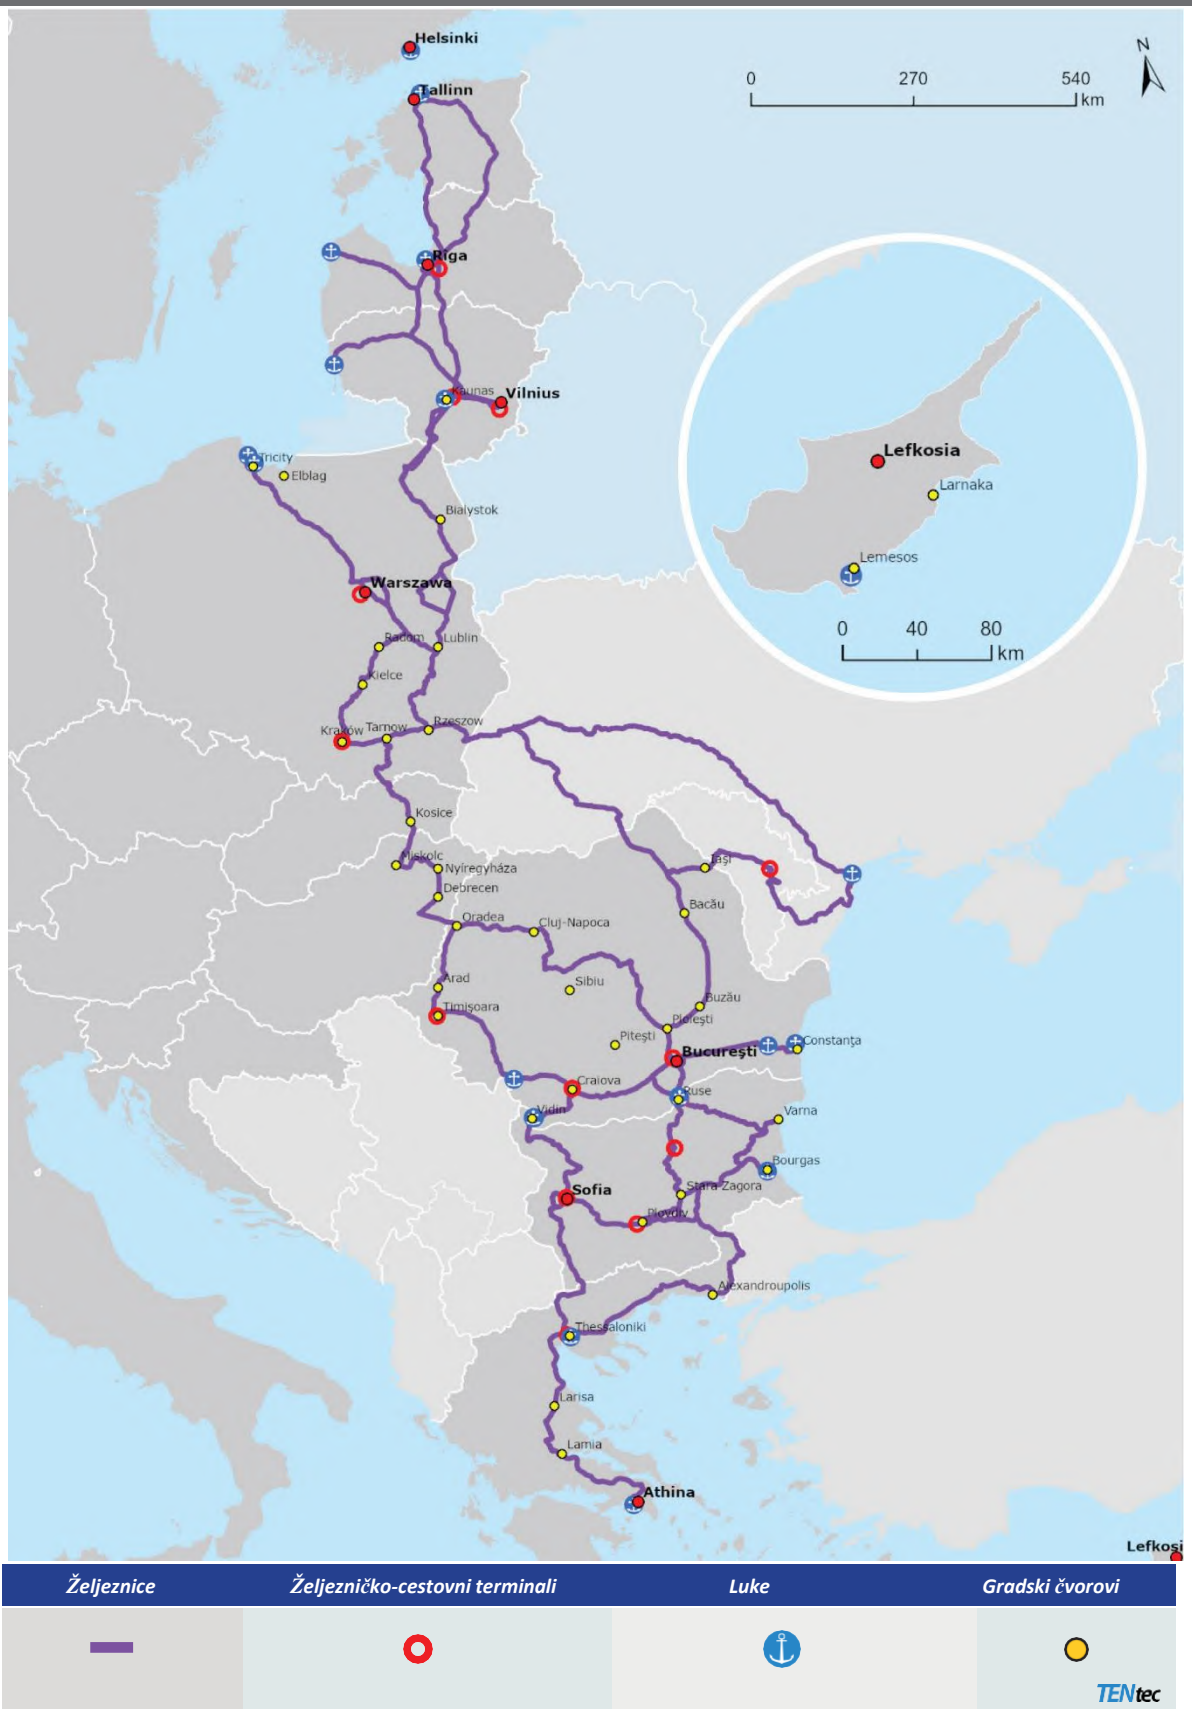 Helsinki
N
0 270 540
km
Tallinn
Riga
Kaunas
Vilnius
Lefkosia
Larnaka
Lemesos
0 40 80
km
Tricity
Elblag
Bialystok
Warszawa
Radom
Lublin
Kielce
Kraków
Tarnow
Rzeszow
Kosice
Miskolc
Nyíregyháza
Debrecen
Iaşi
Bacău
Oradea
Cluj-Napoca
Arad
Sibiu
Timişoara
Buzău
Ploieşti
Piteşti
Bucureşti
Constanţa
Craiova
Ruse
Vidin
Varna
Bourgas
Sofia
Stara-Zagora
Plovdiv
Alexandroupolis
Thessaloniki
Larisa
Lamia
Athina
Lefkosi
Željeznice Željezničko-cestovni terminali Luke Gradski čvorovi
TENtec